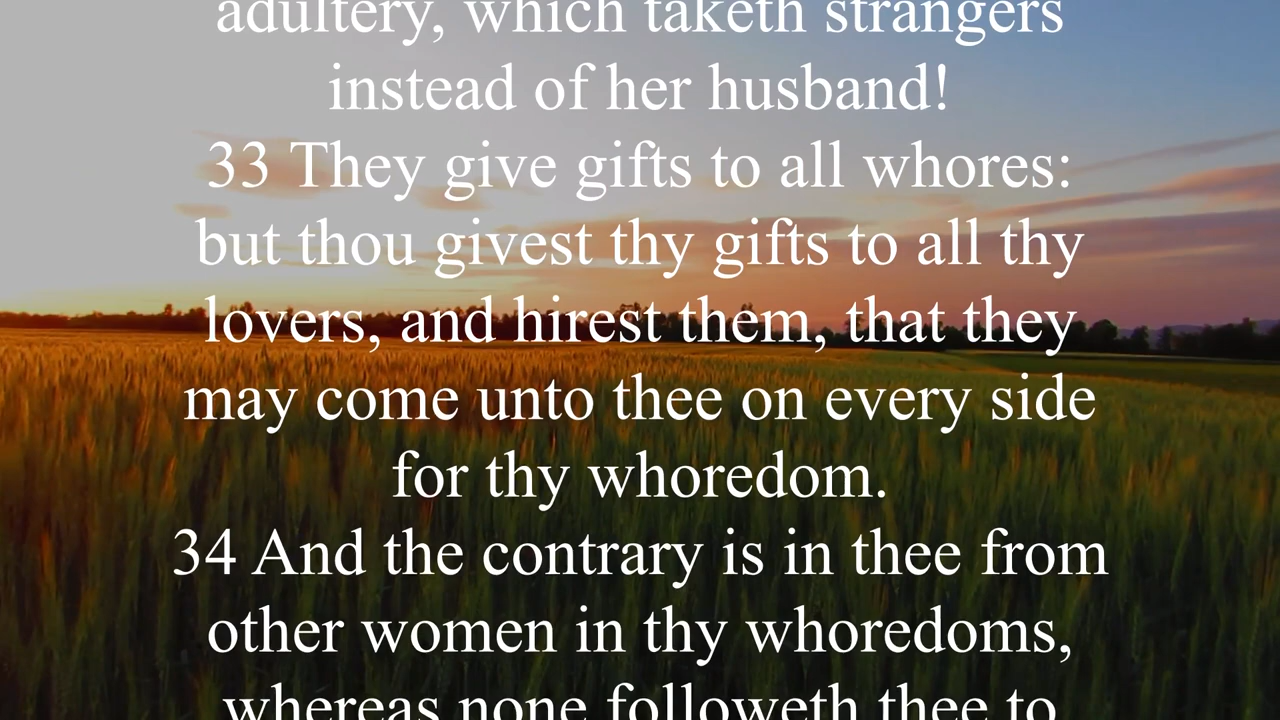 adultery, which taketh strangers
instead of her husband!
33 They give gifts to all whores:
but thou givest thy gifts to all thy
lovers, and hirest them, that they
may come unto thee on every side
for thy whoredom.
34 And the contrary is in thee from
other women in thy whoredoms,
whereas none followeth thee to